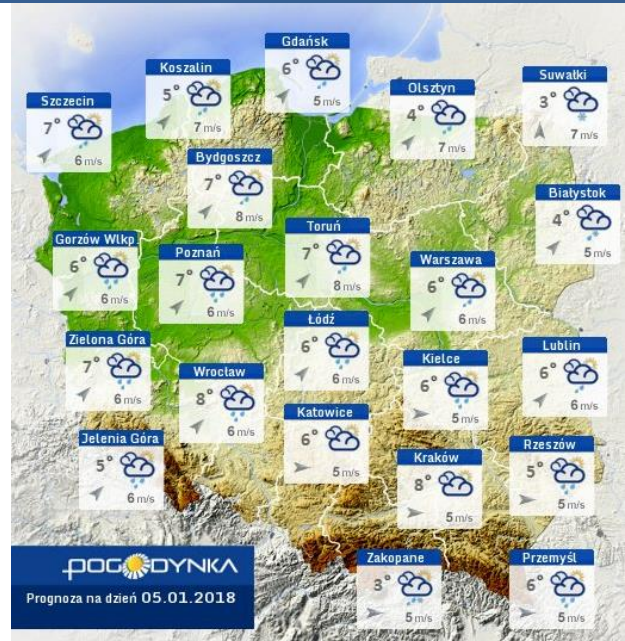 Gdańsk
6°
5 m/s
Koszalin
5°
7 m/s
Szczecin
7°
6 m/s
Olsztyn
4°
7 m/s
Suwałki
3°
7 m/s
Bydgoszcz
7°
8 m/s
Białystok
4°
5 m/s
Gorzów Wlkp
6°
6 m/s
Poznań
7°
6 m/s
Toruń
7°
8 m/s
Warszawa
6°
6 m/s
Zielona Góra
7°
6 m/s
Łódź
6°
6 m/s
Wrocław
8°
6 m/s
Kielce
6°
5 m/s
Lublin
6°
6 m/s
Katowice
6°
5 m/s
Jelenia Góra
5°
6 m/s
Kraków
8°
5 m/s
Rzeszów
5°
5 m/s
Zakopane
3°
5 m/s
Przemyśl
6°
5 m/s
POGODYNKA
Prognoza na dzień 05.01.2018